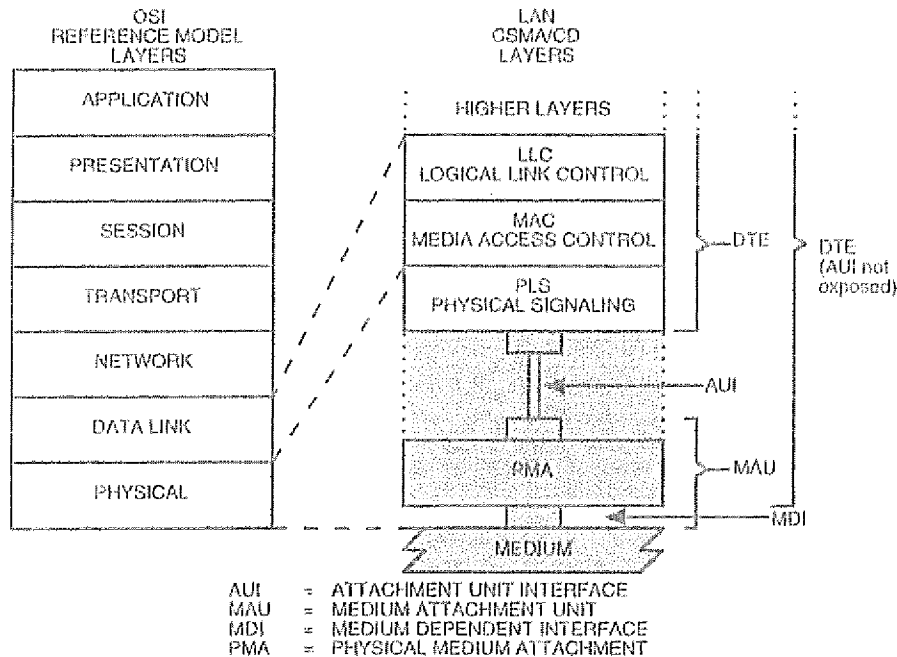 OSI
REFERENCE MODEL
LAYERS
APPLICATION
PRESENTATION
SESSION
TRANSPORT
NETWORK
DATA LINK
PHYSICAL
LAN
CSMA/CD
LAYERS
HIGHER LAYERS
LLC
LOGICAL LINK CONTROL
MAC
MEDIA ACCESS CONTROL
PLS
PHYSICAL SIGNALING
PMA
MEDIUM
DTE
AUI
MAU
MDI
DTE
(AUI not
exposed)
AUI = ATTACHMENT UNIT INTERFACE
MAU = MEDIUM ATTACHMENT UNIT
MDI = MEDIUM DEPENDENT INTERFACE
PMA = PHYSICAL MEDIUM ATTACHMENT